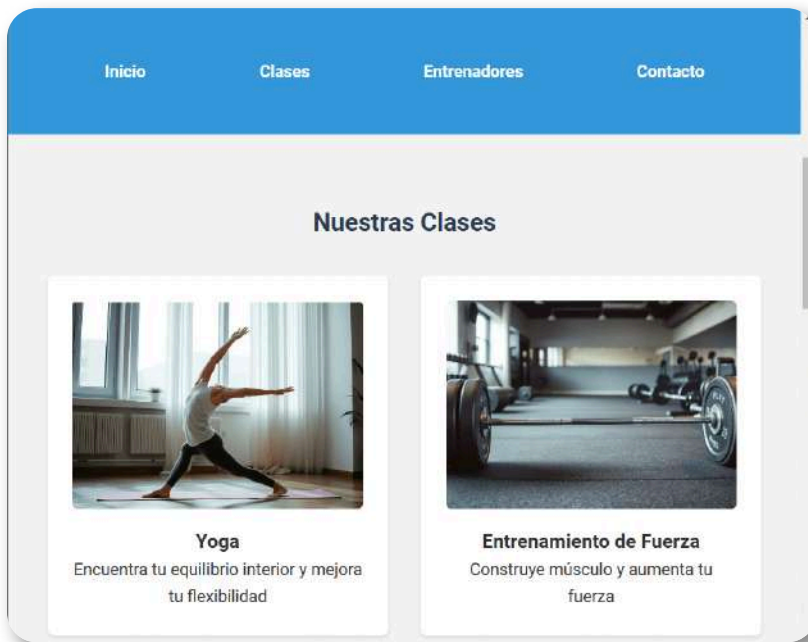 Inicio Clases Entrenadores Contacto
Nuestras Clases
Yoga
Encuentra tu equilibrio interior y mejora
tu flexibilidad
Entrenamiento de Fuerza
Construye músculo y aumenta tu
fuerza